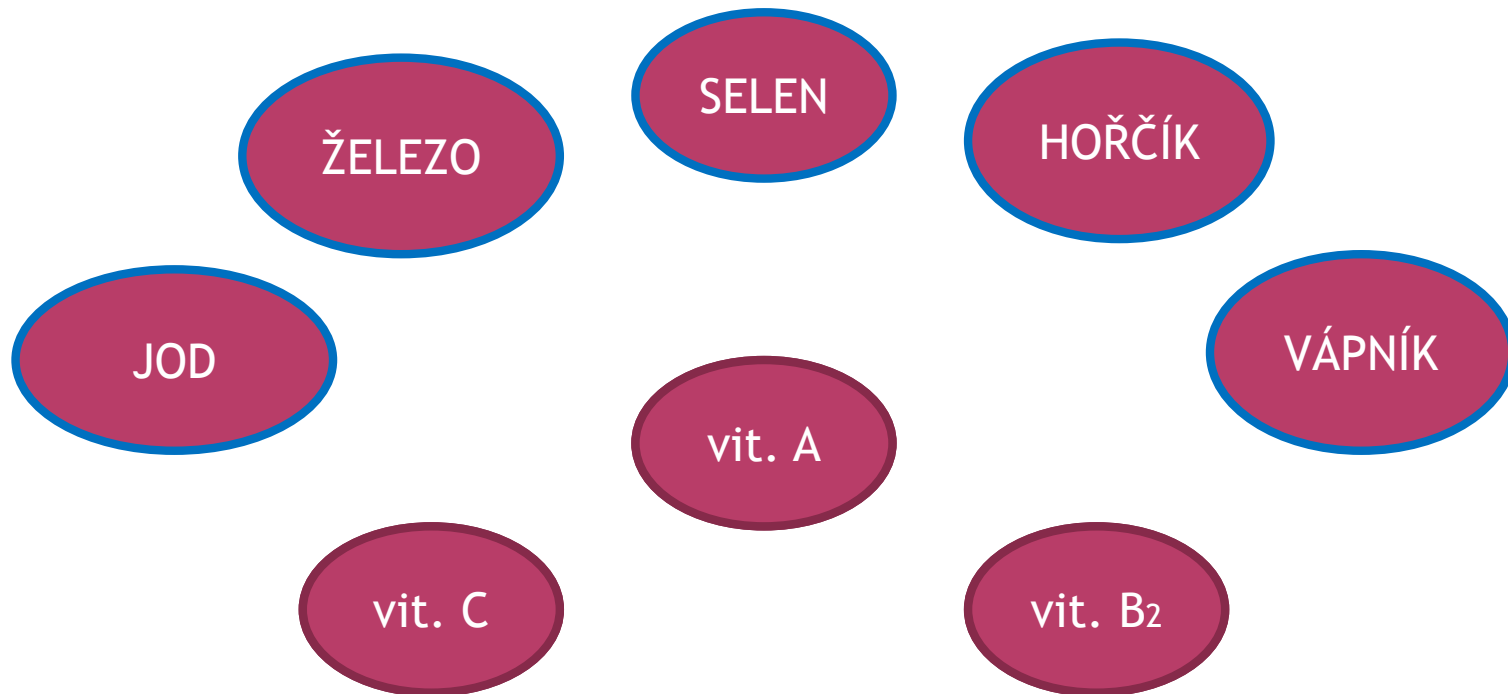 SELEN
HOŘČÍK
ŽELEZO
VÁPNÍK
JOD
vit. A
vit. C
vit. B2